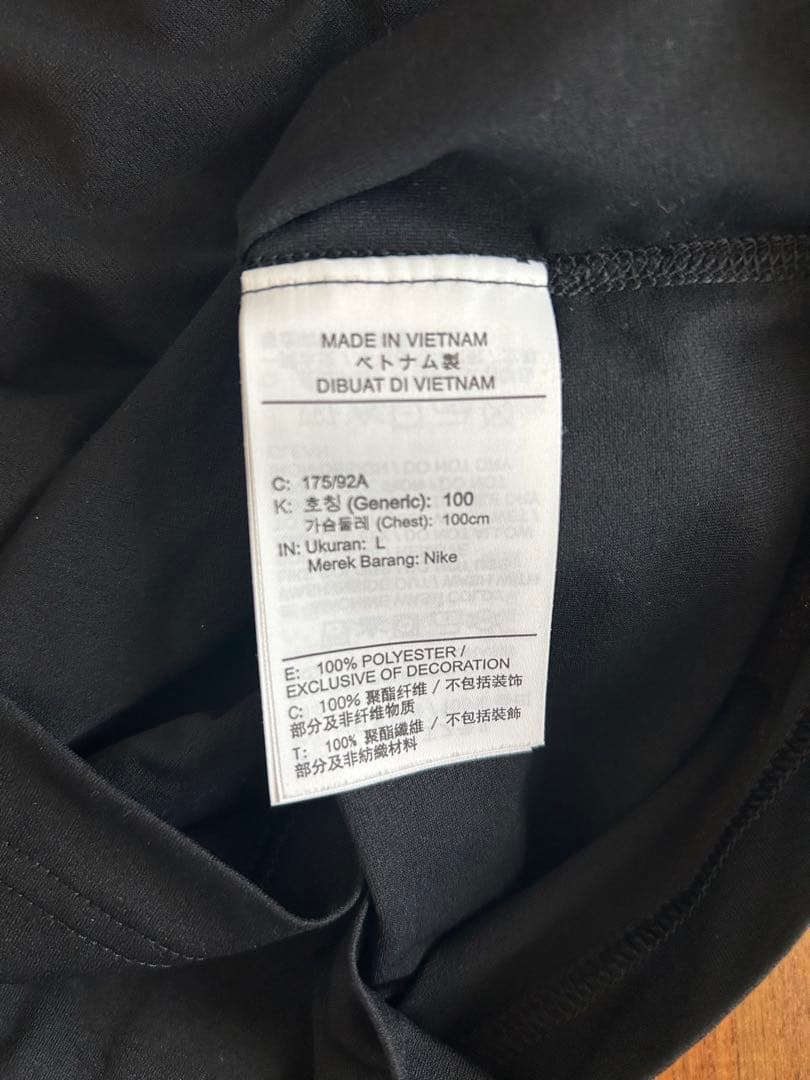 MADE IN VIETNAM
ベトナム製
DIBUAT DI VIETNAM
C: 175/92A
K: 호칭 (Generic): 100
가슴둘레 (Chest): 100cm
IN: Ukuran: L
Merek Barang: Nike
E: 100% POLYESTER /
EXCLUSIVE OF DECORATION
C: 100% 聚酯纤维 / 不包括装饰
部分及非纤维物质
T: 100% 聚酯纖維 / 不包括裝飾
部分及非紡織材料